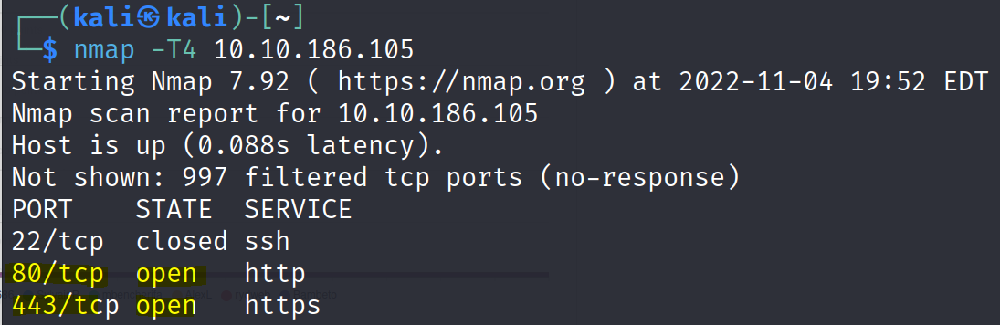 ┌──(kali㉿kali)-[~]
└─$ nmap -T4 10.10.186.105
Starting Nmap 7.92 ( https://nmap.org ) at 2022-11-04 19:52 EDT
Nmap scan report for 10.10.186.105
Host is up (0.088s latency).
Not shown: 997 filtered tcp ports (no-response)
PORT    STATE  SERVICE
22/tcp  closed ssh
80/tcp  open   http
443/tcp open   https